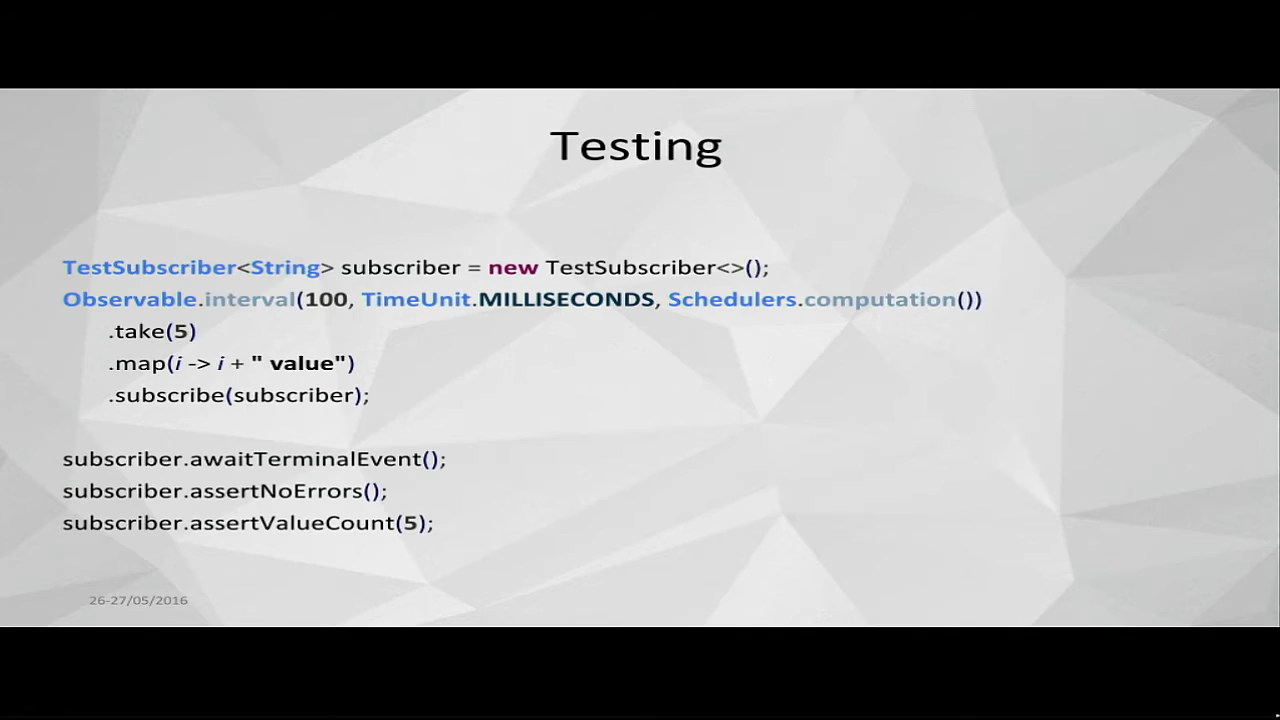 Testing
TestSubscriber<String> subscriber = new TestSubscriber<>();
Observable.interval(100, TimeUnit.MILLISECONDS, Schedulers.computation())
.take(5)
.map(i -> i + " value")
.subscribe(subscriber);
subscriber.awaitTerminalEvent();
subscriber.assertNoErrors();
subscriber.assertValueCount(5);
26-27/05/2016